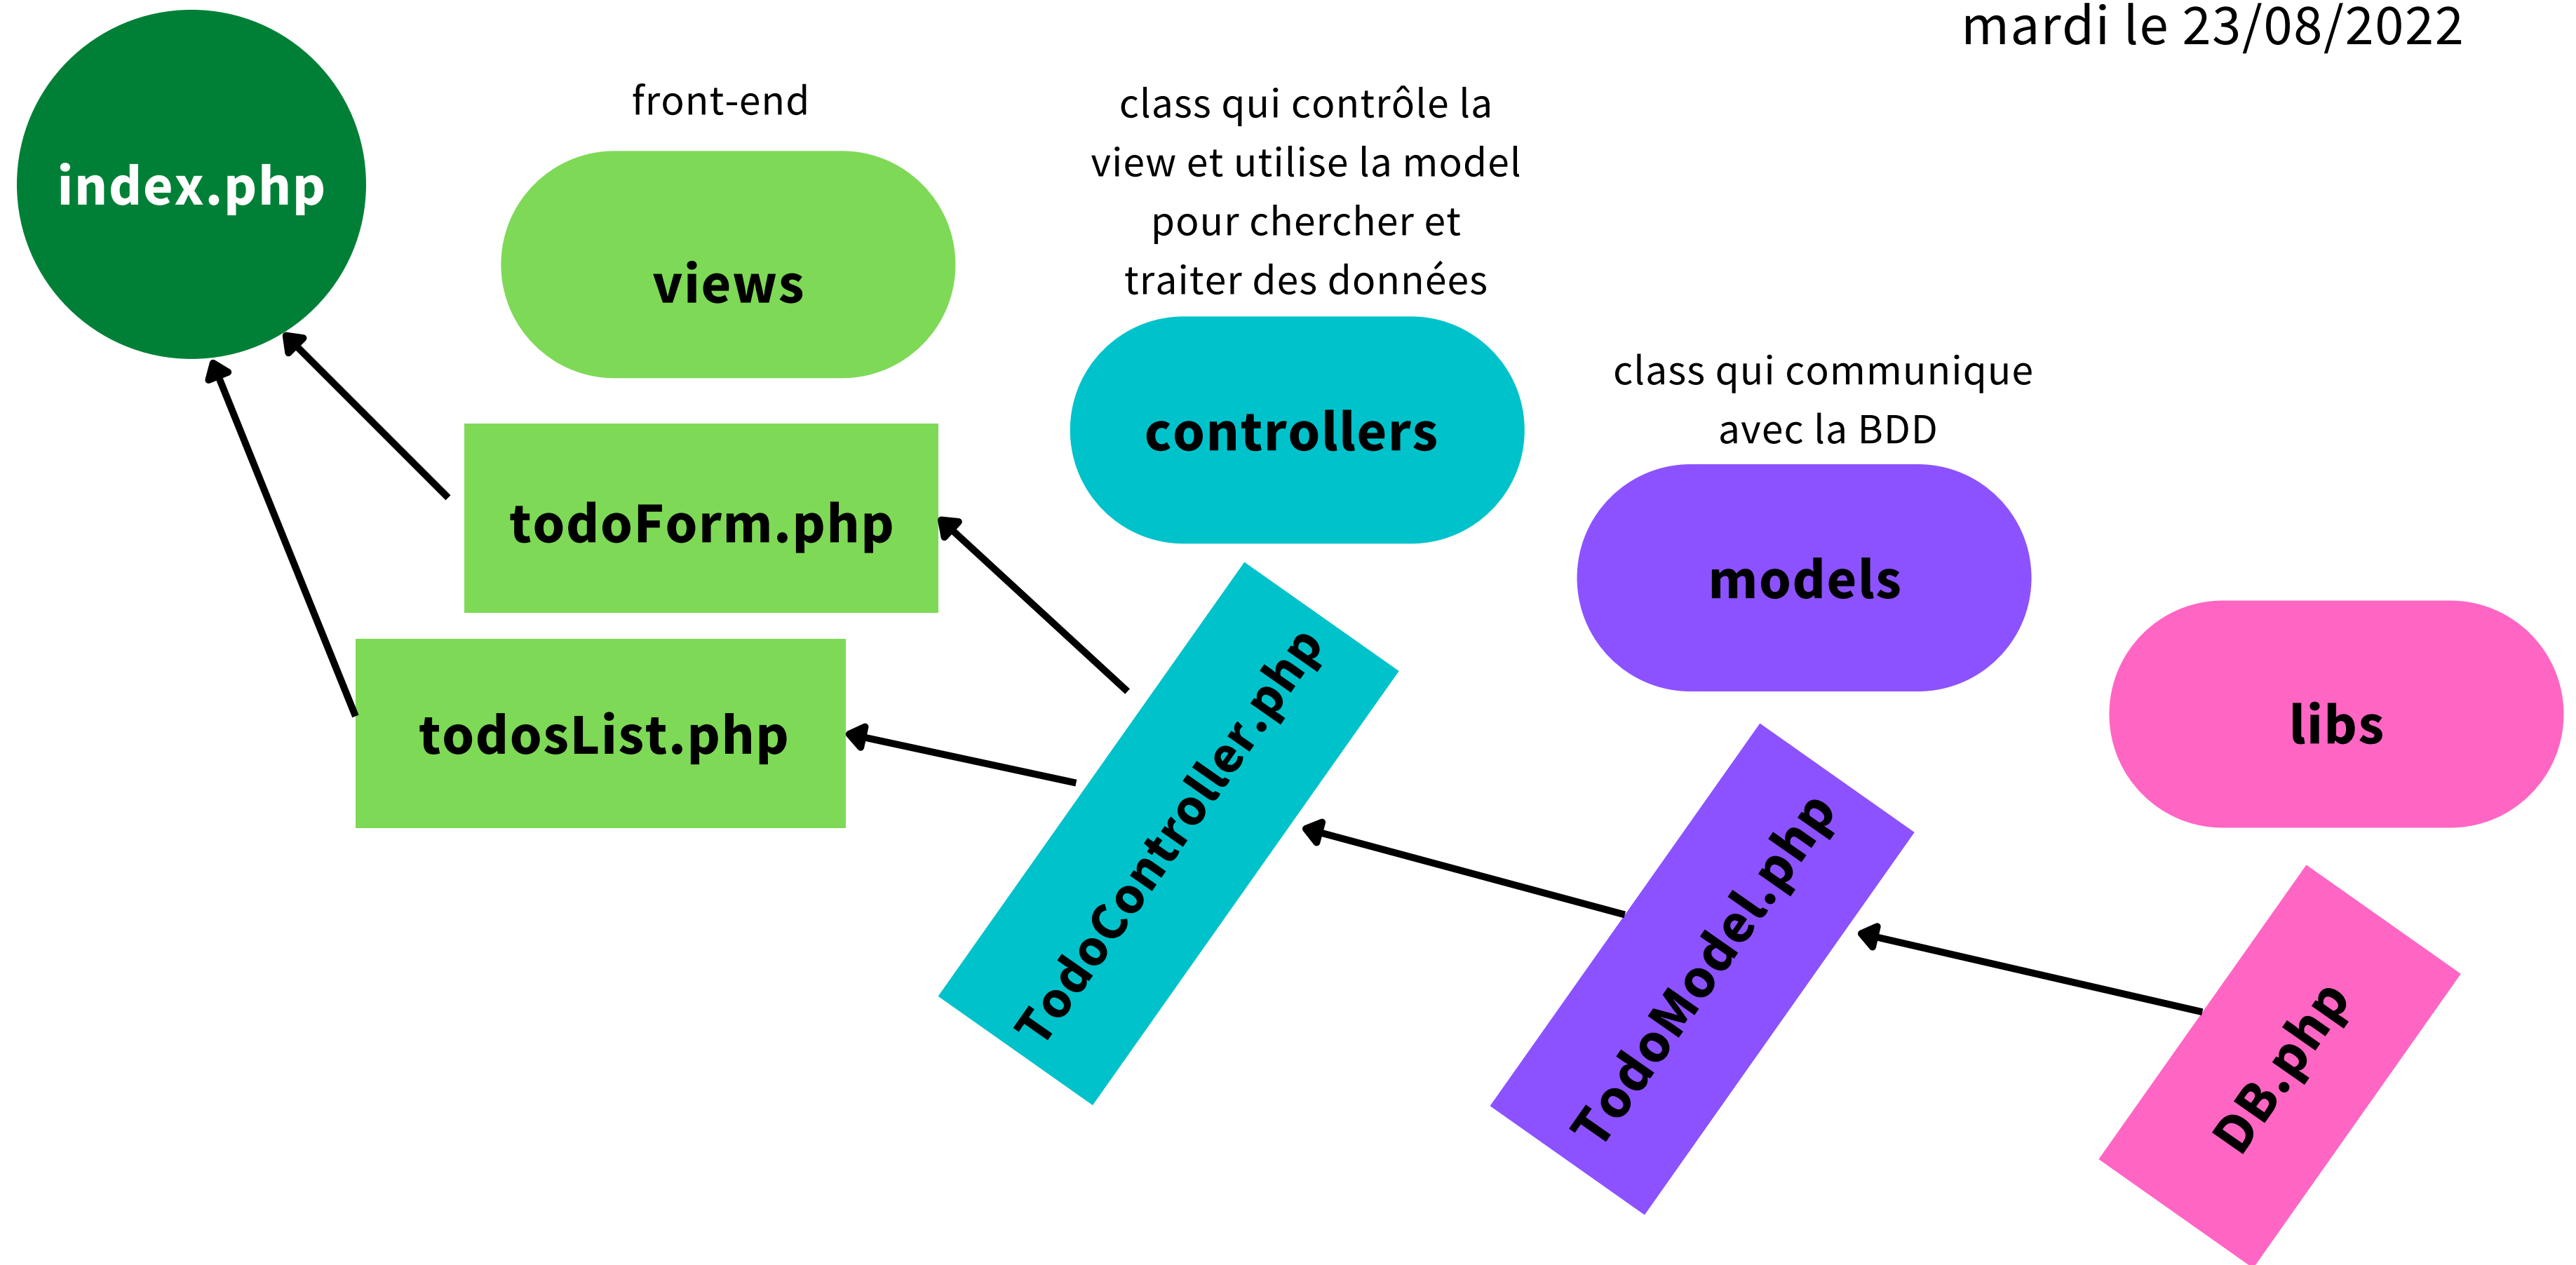 mardi le 23/08/2022
index.php
front-end
views
class qui contrôle la
view et utilise la model
pour chercher et
traiter des données
controllers
class qui communique
avec la BDD
models
libs
todoForm.php
todosList.php
TodoController.php
TodoModel.php
DB.php